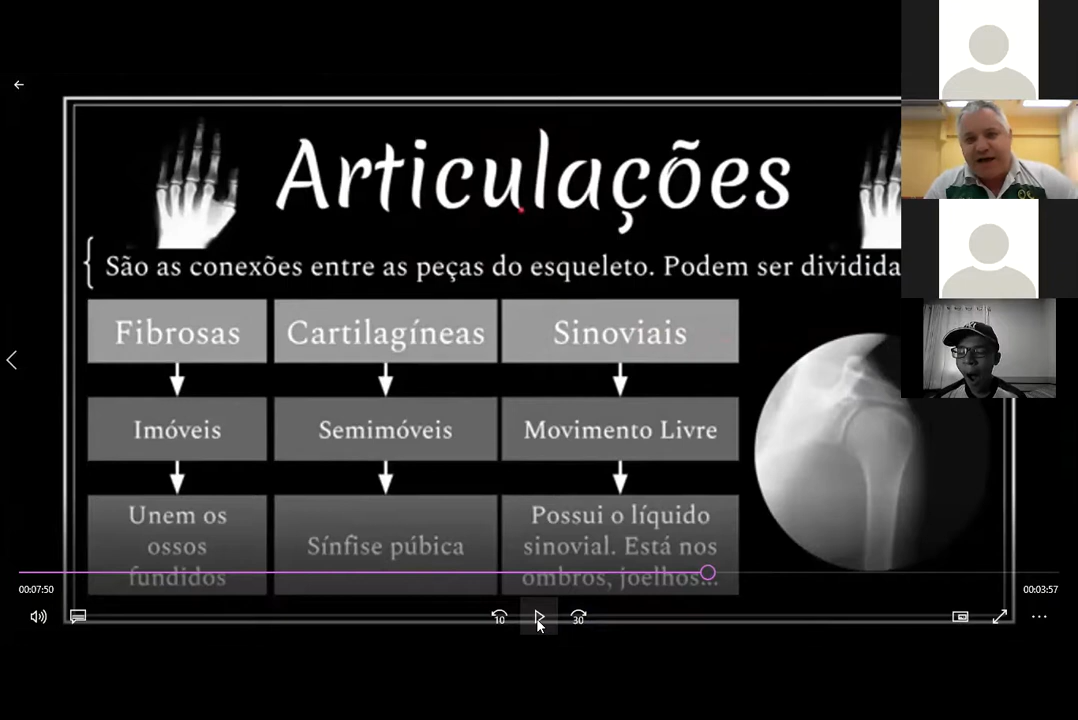 Articulações
São as conexões entre as peças do esqueleto. Podem ser dividida
Fibrosas
Cartilagíneas
Sinoviais
Imóveis
Semimóveis
Movimento Livre
Unem os
ossos
fundidos
Sínfise púbica
Possui o líquido
sinovial. Está nos
ombros, joelhos...
00:07:50
00:03:57
10
30